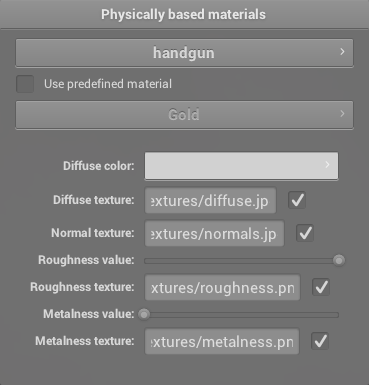 Physically based materials
handgun
Use predefined material
Gold
Diffuse color:
Diffuse texture: extures/diffuse.jp
Normal texture: extures/normals.jp
Roughness value:
Roughness texture: xtures/roughness.pn
Metalness value:
Metalness texture: extures/metalness.pn